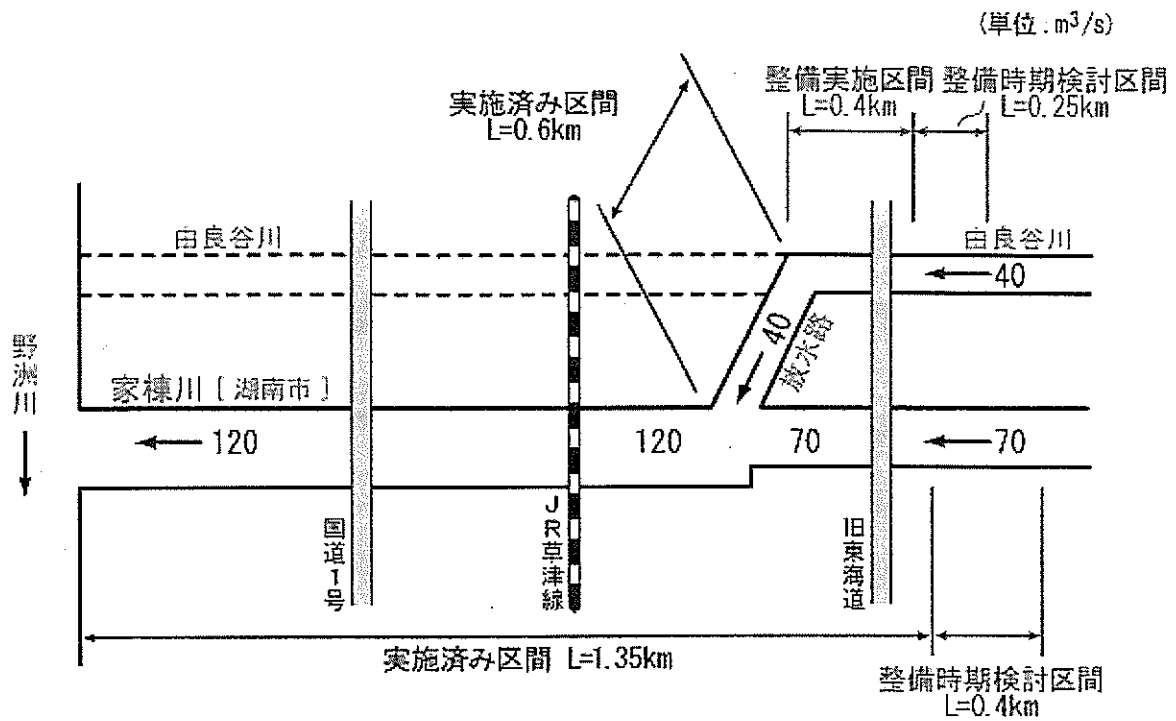 (単位:m³/s)
整備実施区間
L=0.4km
整備時期検討区間
L=0.25km
実施済み区間
L=0.6km
由良谷川
由良谷川
40
40
放水路
野洲川
家棟川 [ 湖南市 ]
120
120
70
70
国道1号
JR草津線
旧東海道
実施済み区間 L=1.35km
整備時期検討区間
L=0.4km